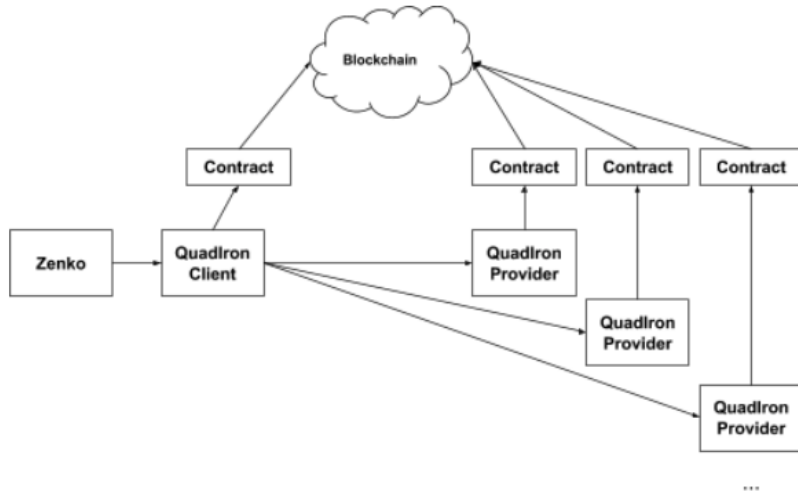 Blockchain
Contract
Contract
Contract
Contract
Zenko
QuadIron
Client
QuadIron
Provider
QuadIron
Provider
QuadIron
Provider
...